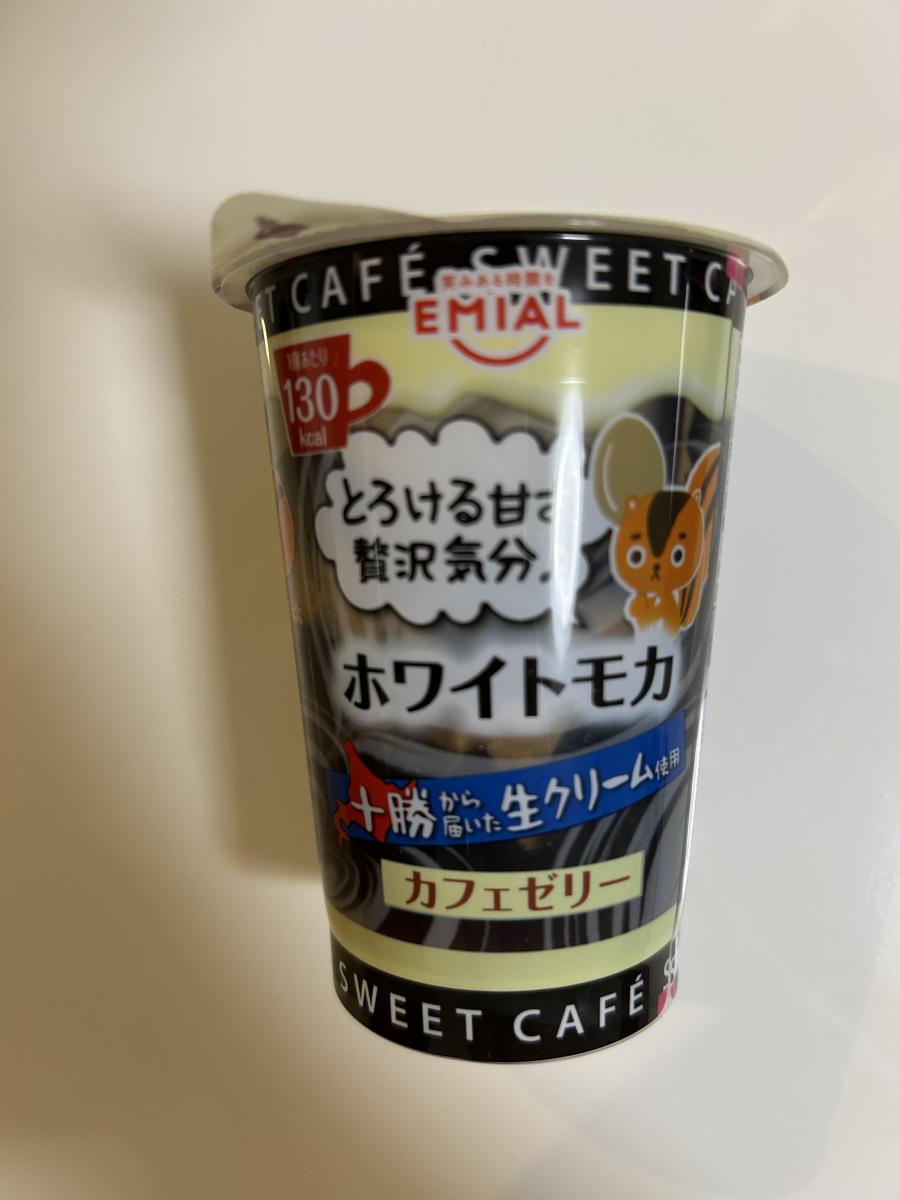 CAFÉ SWEET
笑みある時間を
EMIAL
1個あたり
130
kcal
とろける甘さ
贅沢気分♪
ホワイトモカ
十勝から届いた生クリーム使用
カフェゼリー
SWEET CAFÉ